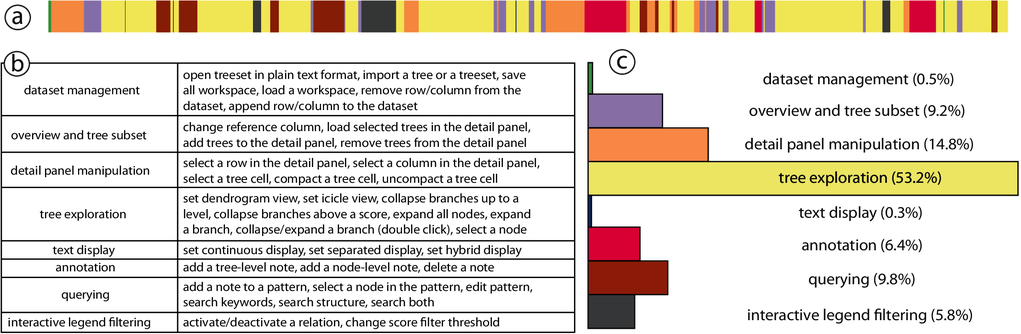 a
b
dataset management
open treeset in plain text format, import a tree or a treeset, save
all workspace, load a workspace, remove row/column from the
dataset, append row/column to the dataset
overview and tree subset
change reference column, load selected trees in the detail panel,
add trees to the detail panel, remove trees from the detail panel
detail panel manipulation
select a row in the detail panel, select a column in the detail panel,
select a tree cell, compact a tree cell, uncompact a tree cell
tree exploration
set dendrogram view, set icicle view, collapse branches up to a
level, collapse branches above a score, expand all nodes, expand
a branch, collapse/expand a branch (double click), select a node
text display
set continuous display, set separated display, set hybrid display
annotation
add a tree-level note, add a node-level note, delete a note
querying
add a note to a pattern, select a node in the pattern, edit pattern,
search keywords, search structure, search both
interactive legend filtering
activate/deactivate a relation, change score filter threshold
c
dataset management (0.5%)
overview and tree subset (9.2%)
detail panel manipulation (14.8%)
tree exploration (53.2%)
text display (0.3%)
annotation (6.4%)
querying (9.8%)
interactive legend filtering (5.8%)